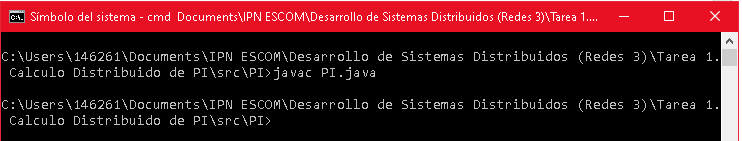 Símbolo del sistema - cmd Documents\IPN ESCOM\Desarrollo de Sistemas Distribuidos (Redes 3)\Tarea 1....
C:\Users\146261\Documents\IPN ESCOM\Desarrollo de Sistemas Distribuidos (Redes 3)\Tarea 1.
Calculo Distribuido de PI\src\PI>javac PI.java
C:\Users\146261\Documents\IPN ESCOM\Desarrollo de Sistemas Distribuidos (Redes 3)\Tarea 1.
Calculo Distribuido de PI\src\PI>